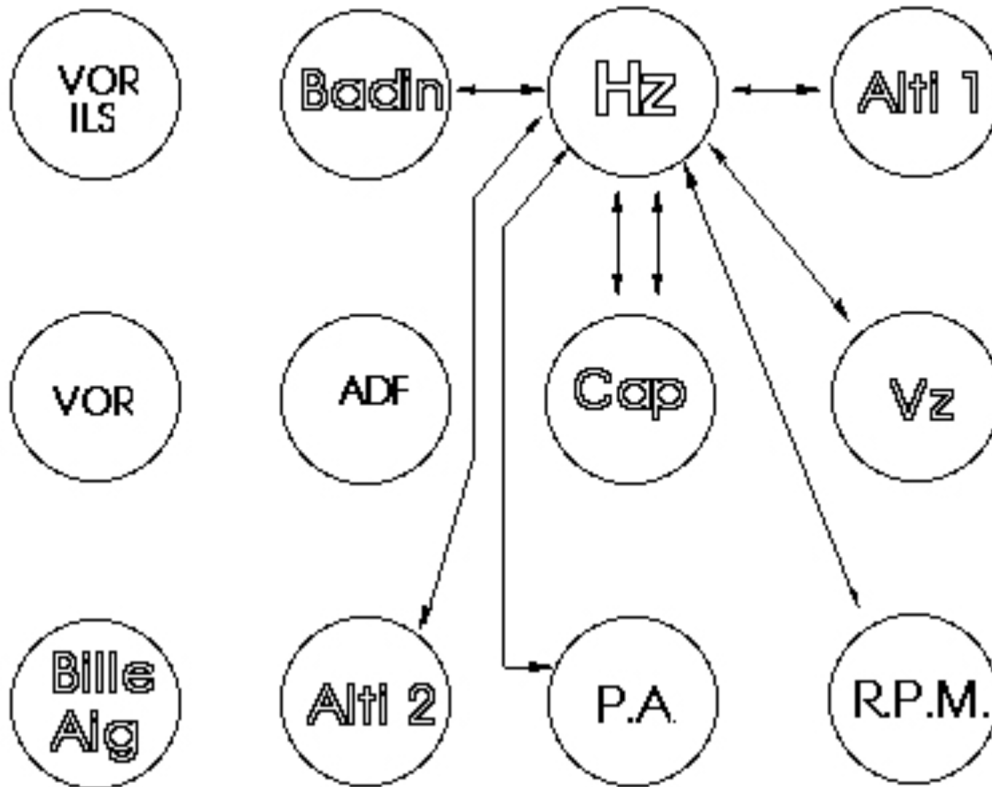 VOR
ILS
Badin
Hz
Alti 1
VOR
ADF
Cap
Vz
Bille
Aig
Alti 2
P.A.
R.P.M.